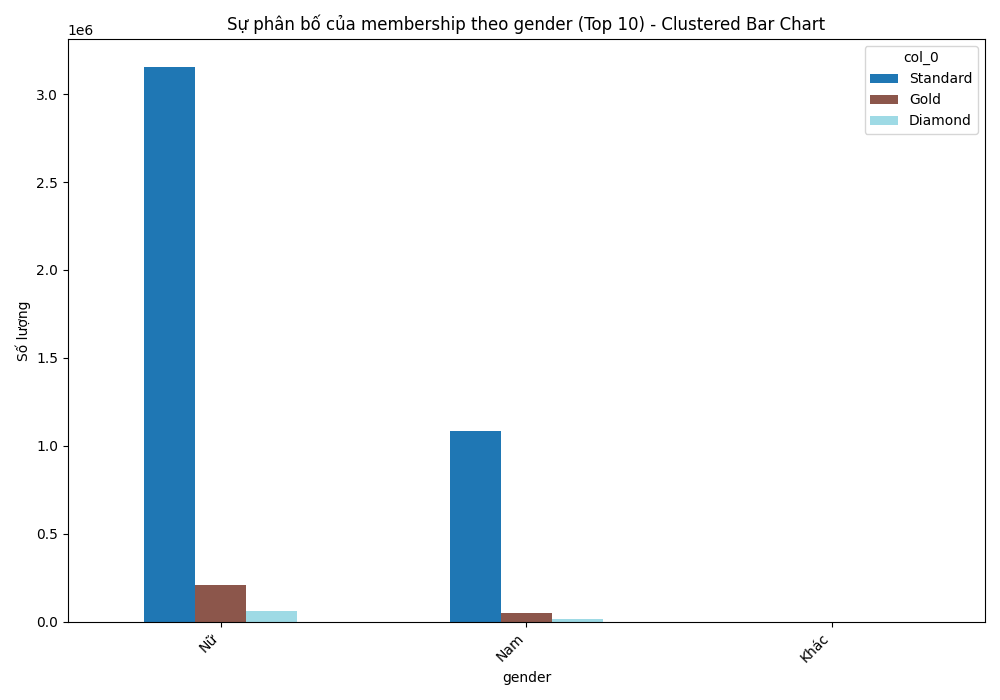 Sự phân bố của membership theo gender (Top 10) - Clustered Bar Chart
1e6
col_0
Standard
Gold
Diamond
3.0
2.5
2.0
1.5
1.0
0.5
0.0
Số lượng
Nữ
Nam
Khác
gender